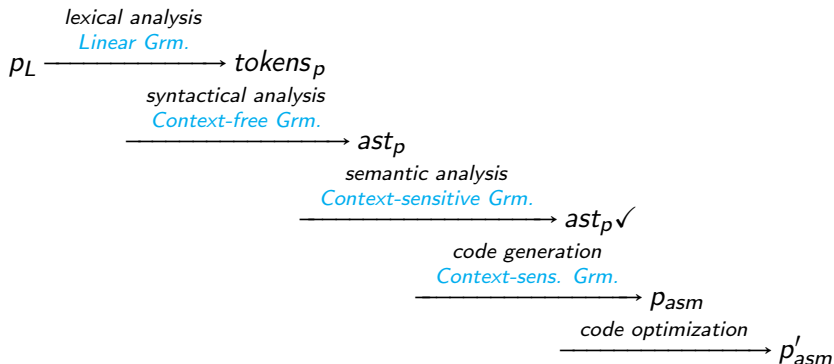 lexical analysis
Linear Grm.
p_L → tokens_p
syntactical analysis
Context-free Grm.
→ ast_p
semantic analysis
Context-sensitive Grm.
→ ast_p ✓
code generation
Context-sens. Grm.
→ p_asm
code optimization
→ p'_asm